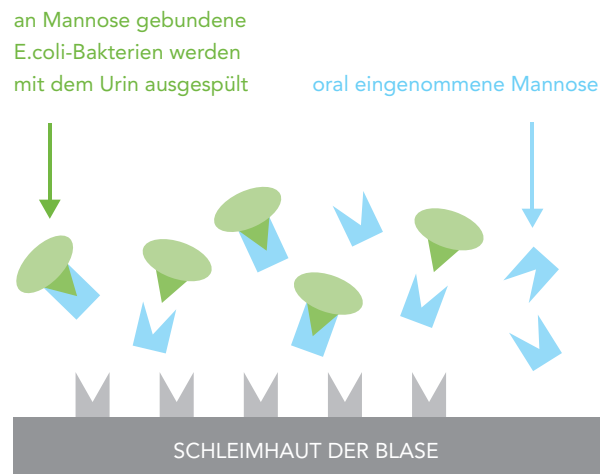 an Mannose gebundene
E.coli-Bakterien werden
mit dem Urin ausgespült
oral eingenommene Mannose
SCHLEIMHAUT DER BLASE